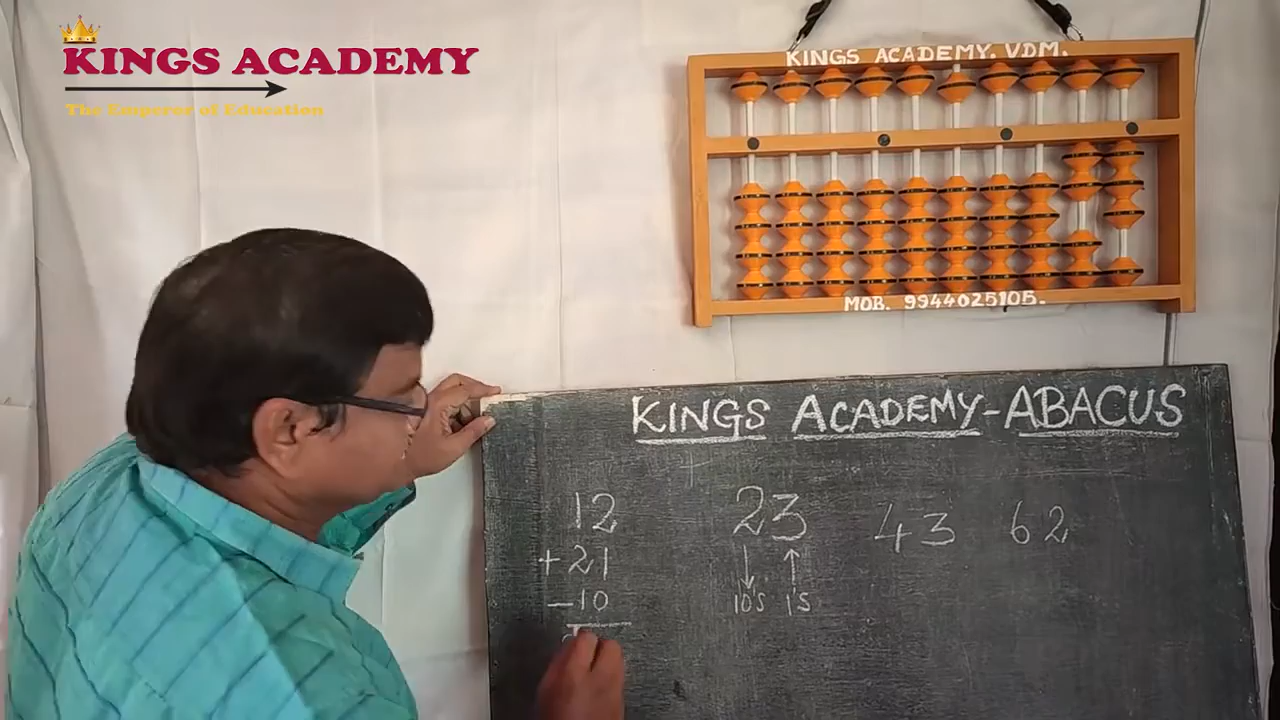 KINGS ACADEMY
The Emperor of Education
KINGS ACADEMY. VDM.
MOB. 9944025105.
KINGS ACADEMY-ABACUS
12 23 43 62
+21
-10 10's 1's